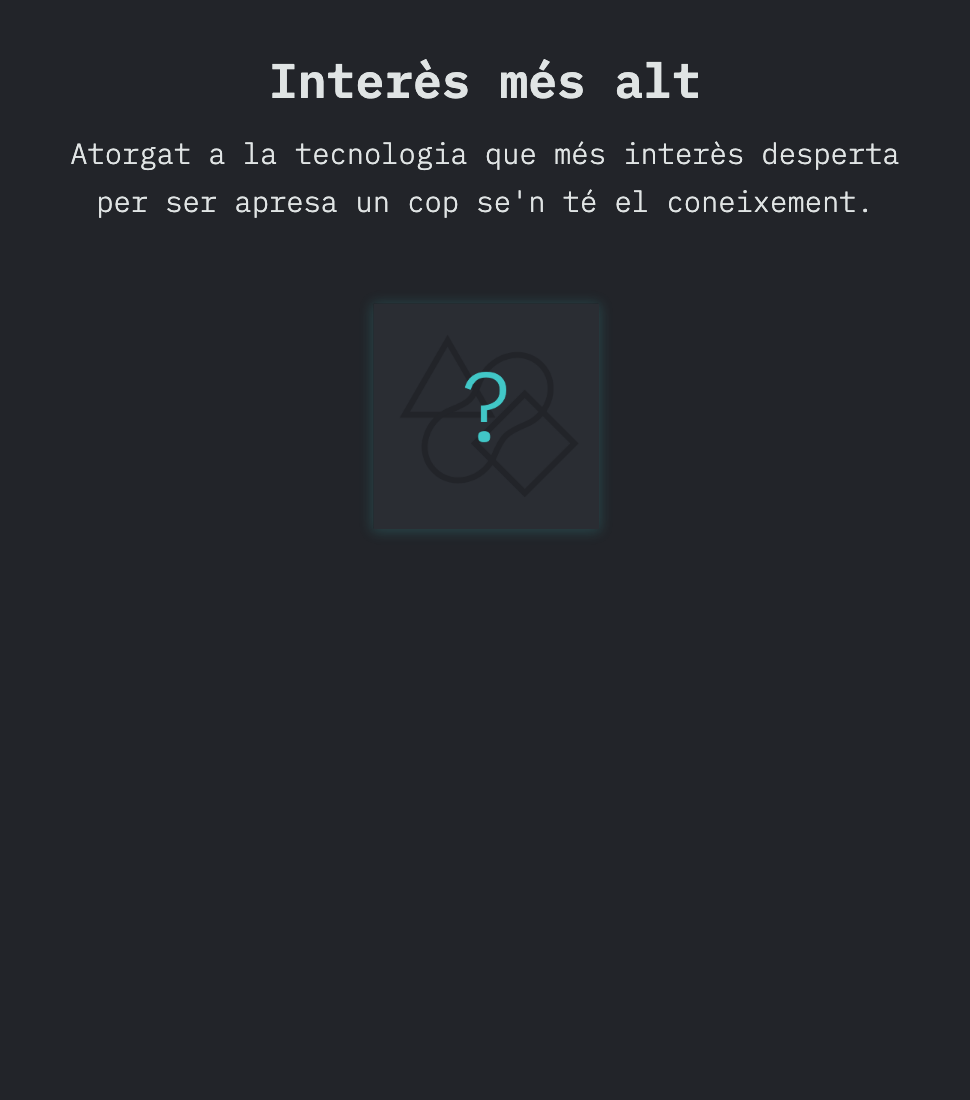 Interès més alt
Atorgat a la tecnologia que més interès desperta
per ser apresa un cop se'n té el coneixement.
?